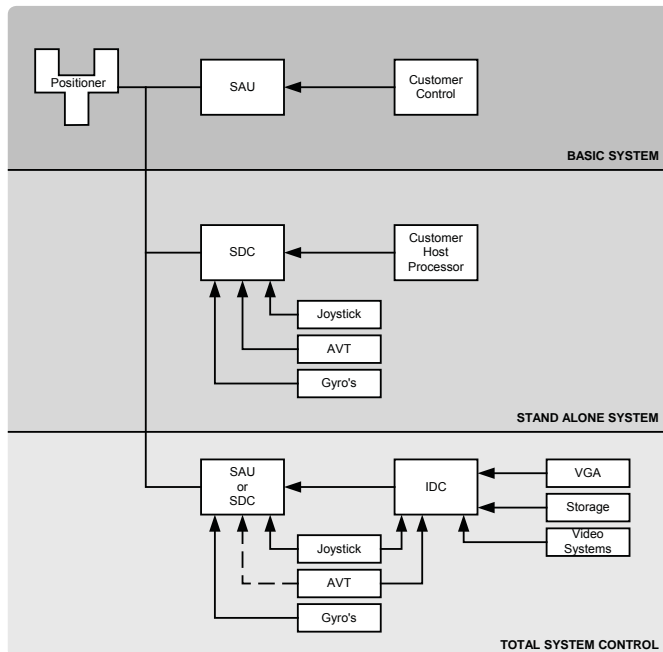 Positioner
SAU
Customer
Control
BASIC SYSTEM
SDC
Customer
Host
Processor
Joystick
AVT
Gyro's
STAND ALONE SYSTEM
SAU
or
SDC
IDC
VGA
Storage
Video
Systems
Joystick
AVT
Gyro's
TOTAL SYSTEM CONTROL